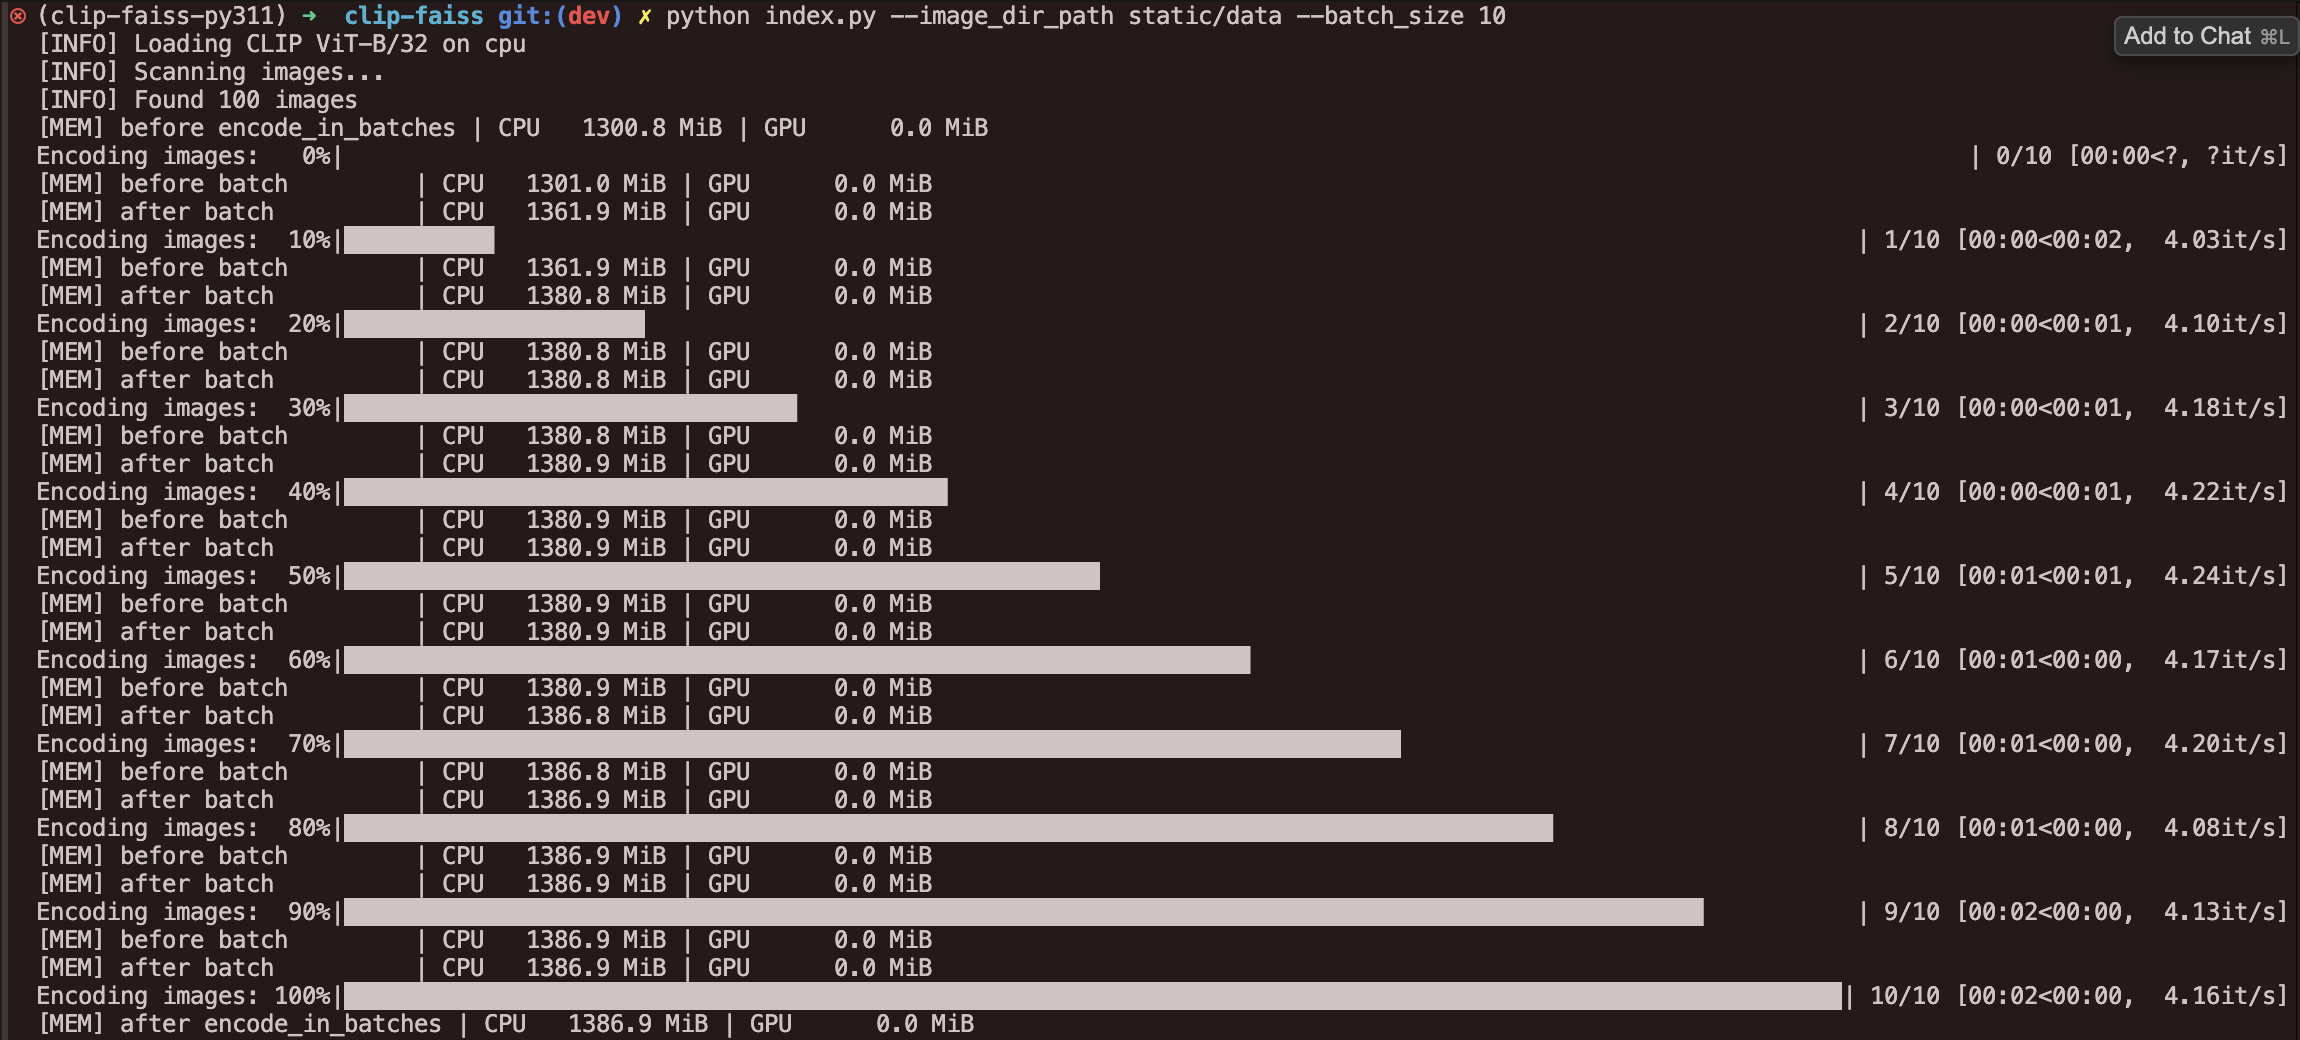 (clip-faiss-py311) ➜ clip-faiss git:(dev) ✗ python index.py --image_dir_path static/data --batch_size 10
Add to Chat ⌘L
[INFO] Loading CLIP ViT-B/32 on cpu
[INFO] Scanning images...
[INFO] Found 100 images
[MEM] before encode_in_batches | CPU 1300.8 MiB | GPU 0.0 MiB
Encoding images: 0%| | 0/10 [00:00<?, ?it/s]
[MEM] before batch | CPU 1301.0 MiB | GPU 0.0 MiB
[MEM] after batch | CPU 1361.9 MiB | GPU 0.0 MiB
Encoding images: 10%| | 1/10 [00:00<00:02, 4.03it/s]
[MEM] before batch | CPU 1361.9 MiB | GPU 0.0 MiB
[MEM] after batch | CPU 1380.8 MiB | GPU 0.0 MiB
Encoding images: 20%| | 2/10 [00:00<00:01, 4.10it/s]
[MEM] before batch | CPU 1380.8 MiB | GPU 0.0 MiB
[MEM] after batch | CPU 1380.8 MiB | GPU 0.0 MiB
Encoding images: 30%| | 3/10 [00:00<00:01, 4.18it/s]
[MEM] before batch | CPU 1380.8 MiB | GPU 0.0 MiB
[MEM] after batch | CPU 1380.9 MiB | GPU 0.0 MiB
Encoding images: 40%| | 4/10 [00:00<00:01, 4.22it/s]
[MEM] before batch | CPU 1380.9 MiB | GPU 0.0 MiB
[MEM] after batch | CPU 1380.9 MiB | GPU 0.0 MiB
Encoding images: 50%| | 5/10 [00:01<00:01, 4.24it/s]
[MEM] before batch | CPU 1380.9 MiB | GPU 0.0 MiB
[MEM] after batch | CPU 1380.9 MiB | GPU 0.0 MiB
Encoding images: 60%| | 6/10 [00:01<00:00, 4.17it/s]
[MEM] before batch | CPU 1380.9 MiB | GPU 0.0 MiB
[MEM] after batch | CPU 1386.8 MiB | GPU 0.0 MiB
Encoding images: 70%| | 7/10 [00:01<00:00, 4.20it/s]
[MEM] before batch | CPU 1386.8 MiB | GPU 0.0 MiB
[MEM] after batch | CPU 1386.9 MiB | GPU 0.0 MiB
Encoding images: 80%| | 8/10 [00:01<00:00, 4.08it/s]
[MEM] before batch | CPU 1386.9 MiB | GPU 0.0 MiB
[MEM] after batch | CPU 1386.9 MiB | GPU 0.0 MiB
Encoding images: 90%| | 9/10 [00:02<00:00, 4.13it/s]
[MEM] before batch | CPU 1386.9 MiB | GPU 0.0 MiB
[MEM] after batch | CPU 1386.9 MiB | GPU 0.0 MiB
Encoding images: 100%| | 10/10 [00:02<00:00, 4.16it/s]
[MEM] after encode_in_batches | CPU 1386.9 MiB | GPU 0.0 MiB